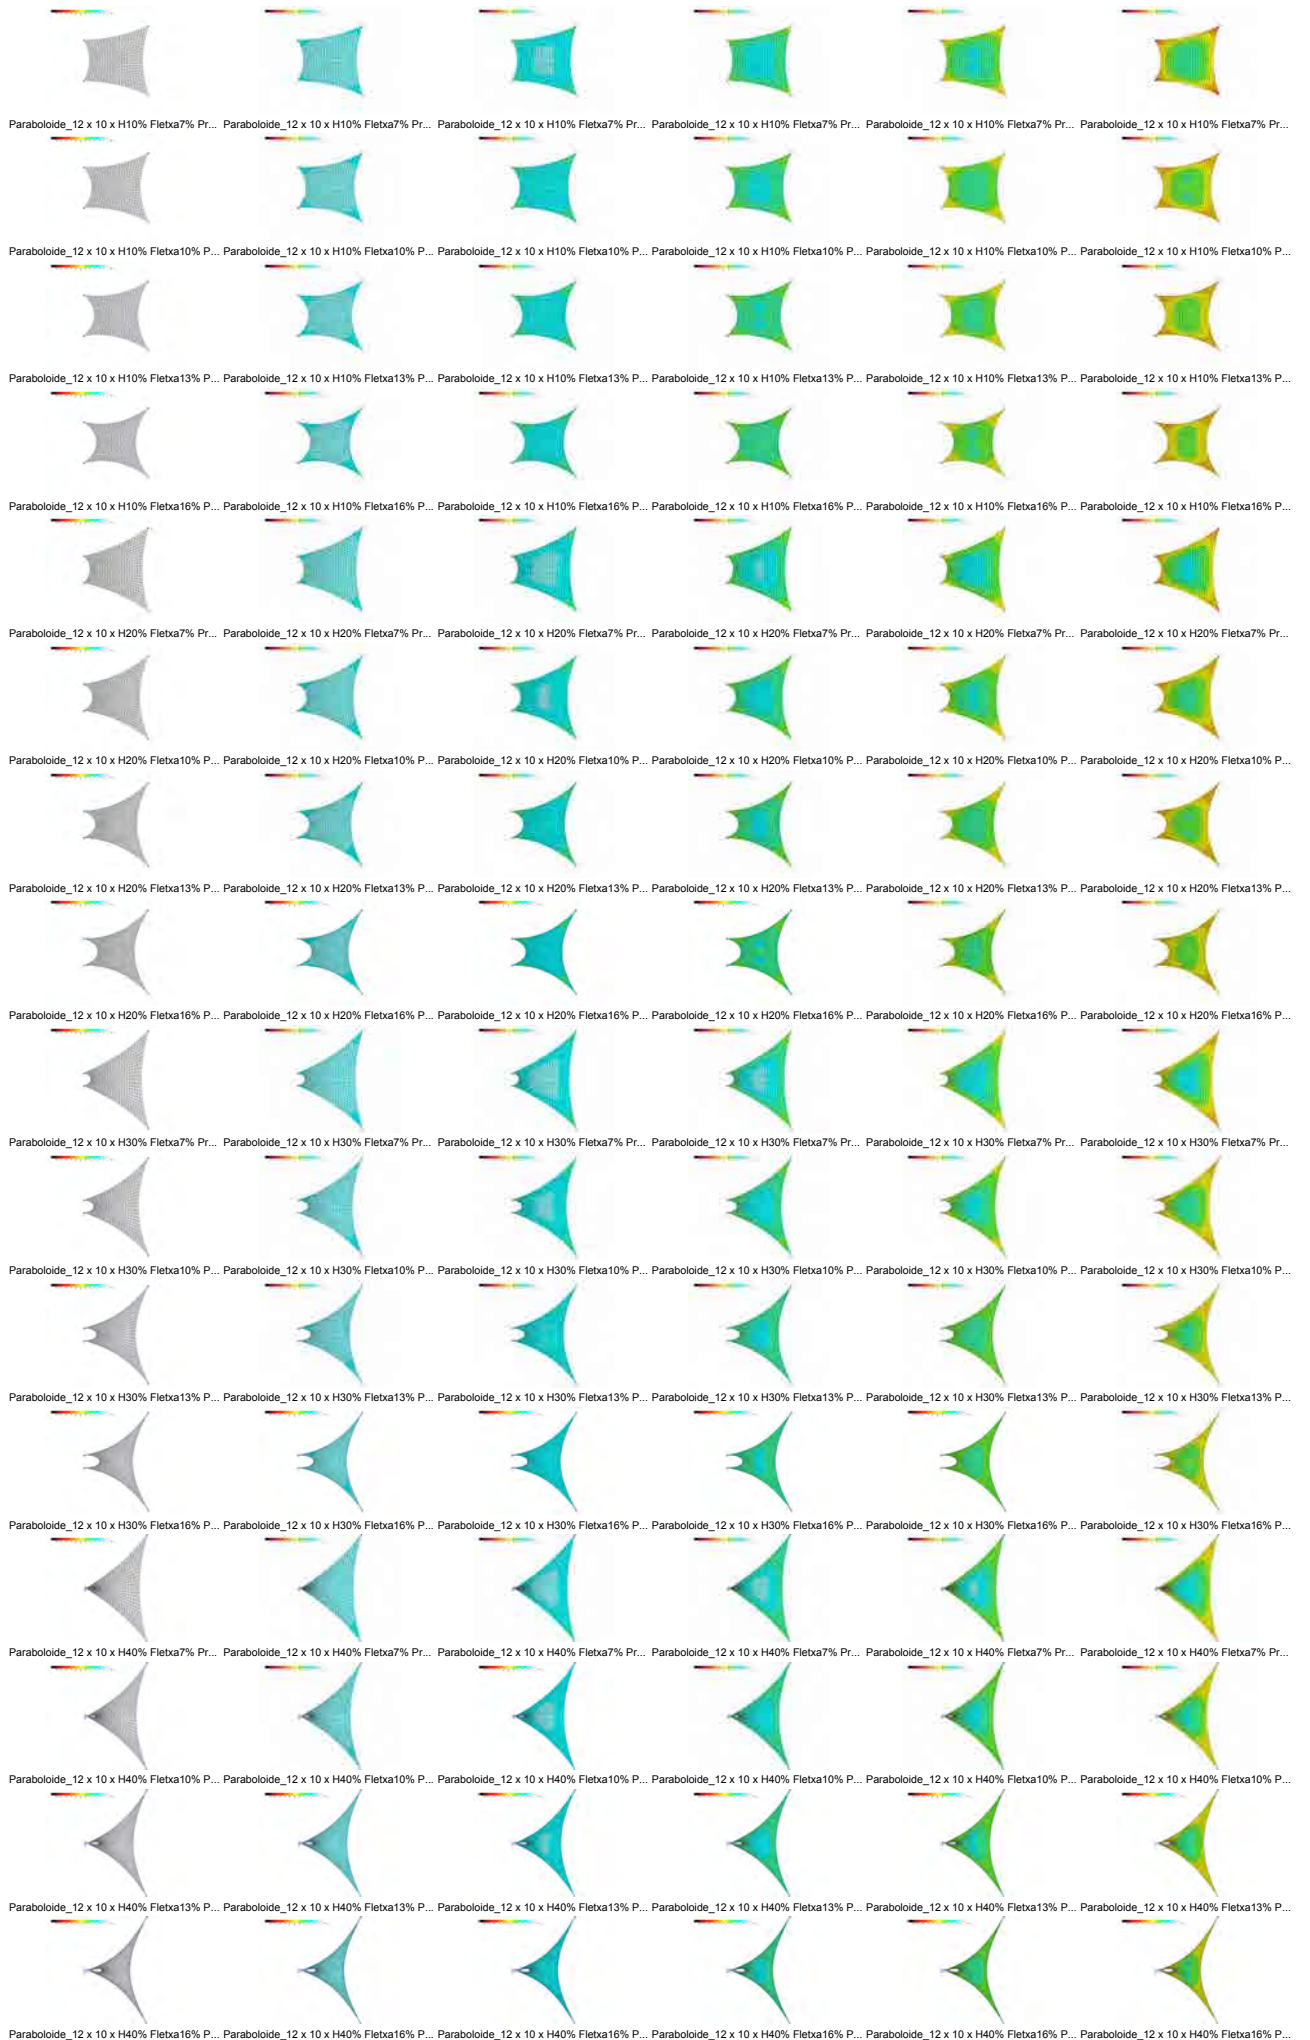 Paraboloide_12 x 10 x H10% Fletxa7% Pr... Paraboloide_12 x 10 x H10% Fletxa7% Pr... Paraboloide_12 x 10 x H10% Fletxa7% Pr... Paraboloide_12 x 10 x H10% Fletxa7% Pr... Paraboloide_12 x 10 x H10% Fletxa7% Pr... Paraboloide_12 x 10 x H10% Fletxa7% Pr...
Paraboloide_12 x 10 x H10% Fletxa10% P... Paraboloide_12 x 10 x H10% Fletxa10% P... Paraboloide_12 x 10 x H10% Fletxa10% P... Paraboloide_12 x 10 x H10% Fletxa10% P... Paraboloide_12 x 10 x H10% Fletxa10% P... Paraboloide_12 x 10 x H10% Fletxa10% P...
Paraboloide_12 x 10 x H10% Fletxa13% P... Paraboloide_12 x 10 x H10% Fletxa13% P... Paraboloide_12 x 10 x H10% Fletxa13% P... Paraboloide_12 x 10 x H10% Fletxa13% P... Paraboloide_12 x 10 x H10% Fletxa13% P... Paraboloide_12 x 10 x H10% Fletxa13% P...
Paraboloide_12 x 10 x H10% Fletxa16% P... Paraboloide_12 x 10 x H10% Fletxa16% P... Paraboloide_12 x 10 x H10% Fletxa16% P... Paraboloide_12 x 10 x H10% Fletxa16% P... Paraboloide_12 x 10 x H10% Fletxa16% P... Paraboloide_12 x 10 x H10% Fletxa16% P...
Paraboloide_12 x 10 x H20% Fletxa7% Pr... Paraboloide_12 x 10 x H20% Fletxa7% Pr... Paraboloide_12 x 10 x H20% Fletxa7% Pr... Paraboloide_12 x 10 x H20% Fletxa7% Pr... Paraboloide_12 x 10 x H20% Fletxa7% Pr... Paraboloide_12 x 10 x H20% Fletxa7% Pr...
Paraboloide_12 x 10 x H20% Fletxa10% P... Paraboloide_12 x 10 x H20% Fletxa10% P... Paraboloide_12 x 10 x H20% Fletxa10% P... Paraboloide_12 x 10 x H20% Fletxa10% P... Paraboloide_12 x 10 x H20% Fletxa10% P... Paraboloide_12 x 10 x H20% Fletxa10% P...
Paraboloide_12 x 10 x H20% Fletxa13% P... Paraboloide_12 x 10 x H20% Fletxa13% P... Paraboloide_12 x 10 x H20% Fletxa13% P... Paraboloide_12 x 10 x H20% Fletxa13% P... Paraboloide_12 x 10 x H20% Fletxa13% P... Paraboloide_12 x 10 x H20% Fletxa13% P...
Paraboloide_12 x 10 x H20% Fletxa16% P... Paraboloide_12 x 10 x H20% Fletxa16% P... Paraboloide_12 x 10 x H20% Fletxa16% P... Paraboloide_12 x 10 x H20% Fletxa16% P... Paraboloide_12 x 10 x H20% Fletxa16% P... Paraboloide_12 x 10 x H20% Fletxa16% P...
Paraboloide_12 x 10 x H30% Fletxa7% Pr... Paraboloide_12 x 10 x H30% Fletxa7% Pr... Paraboloide_12 x 10 x H30% Fletxa7% Pr... Paraboloide_12 x 10 x H30% Fletxa7% Pr... Paraboloide_12 x 10 x H30% Fletxa7% Pr... Paraboloide_12 x 10 x H30% Fletxa7% Pr...
Paraboloide_12 x 10 x H30% Fletxa10% P... Paraboloide_12 x 10 x H30% Fletxa10% P... Paraboloide_12 x 10 x H30% Fletxa10% P... Paraboloide_12 x 10 x H30% Fletxa10% P... Paraboloide_12 x 10 x H30% Fletxa10% P... Paraboloide_12 x 10 x H30% Fletxa10% P...
Paraboloide_12 x 10 x H30% Fletxa13% P... Paraboloide_12 x 10 x H30% Fletxa13% P... Paraboloide_12 x 10 x H30% Fletxa13% P... Paraboloide_12 x 10 x H30% Fletxa13% P... Paraboloide_12 x 10 x H30% Fletxa13% P... Paraboloide_12 x 10 x H30% Fletxa13% P...
Paraboloide_12 x 10 x H30% Fletxa16% P... Paraboloide_12 x 10 x H30% Fletxa16% P... Paraboloide_12 x 10 x H30% Fletxa16% P... Paraboloide_12 x 10 x H30% Fletxa16% P... Paraboloide_12 x 10 x H30% Fletxa16% P... Paraboloide_12 x 10 x H30% Fletxa16% P...
Paraboloide_12 x 10 x H40% Fletxa7% Pr... Paraboloide_12 x 10 x H40% Fletxa7% Pr... Paraboloide_12 x 10 x H40% Fletxa7% Pr... Paraboloide_12 x 10 x H40% Fletxa7% Pr... Paraboloide_12 x 10 x H40% Fletxa7% Pr... Paraboloide_12 x 10 x H40% Fletxa7% Pr...
Paraboloide_12 x 10 x H40% Fletxa10% P... Paraboloide_12 x 10 x H40% Fletxa10% P... Paraboloide_12 x 10 x H40% Fletxa10% P... Paraboloide_12 x 10 x H40% Fletxa10% P... Paraboloide_12 x 10 x H40% Fletxa10% P... Paraboloide_12 x 10 x H40% Fletxa10% P...
Paraboloide_12 x 10 x H40% Fletxa13% P... Paraboloide_12 x 10 x H40% Fletxa13% P... Paraboloide_12 x 10 x H40% Fletxa13% P... Paraboloide_12 x 10 x H40% Fletxa13% P... Paraboloide_12 x 10 x H40% Fletxa13% P... Paraboloide_12 x 10 x H40% Fletxa13% P...
Paraboloide_12 x 10 x H40% Fletxa16% P... Paraboloide_12 x 10 x H40% Fletxa16% P... Paraboloide_12 x 10 x H40% Fletxa16% P... Paraboloide_12 x 10 x H40% Fletxa16% P... Paraboloide_12 x 10 x H40% Fletxa16% P... Paraboloide_12 x 10 x H40% Fletxa16% P...